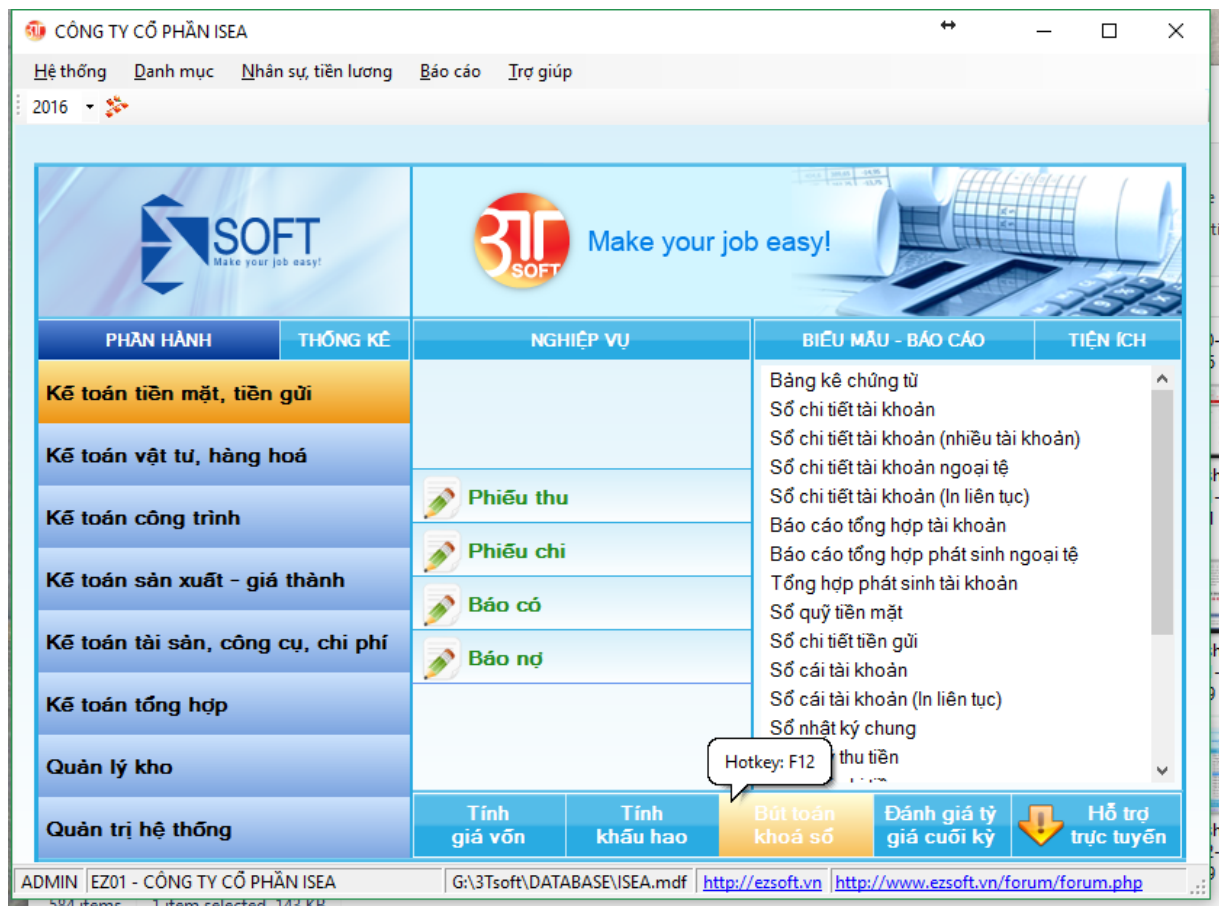 CÔNG TY CỔ PHẦN ISEA
Hệ thống Danh mục Nhân sự, tiền lương Báo cáo Trợ giúp
2016
SOFT
Make your job easy!
3T
SOFT
Make your job easy!
PHẦN HÀNH THỐNG KÊ NGHIỆP VỤ BIỂU MẪU - BÁO CÁO TIỆN ÍCH
Kế toán tiền mặt, tiền gửi
Kế toán vật tư, hàng hoá
Kế toán công trình
Kế toán sản xuất - giá thành
Kế toán tài sản, công cụ, chi phí
Kế toán tổng hợp
Quản lý kho
Quản trị hệ thống
Phiếu thu
Phiếu chi
Báo có
Báo nợ
Bảng kê chứng từ
Sổ chi tiết tài khoản
Sổ chi tiết tài khoản (nhiều tài khoản)
Sổ chi tiết tài khoản ngoại tệ
Sổ chi tiết tài khoản (In liên tục)
Báo cáo tổng hợp tài khoản
Báo cáo tổng hợp phát sinh ngoại tệ
Tổng hợp phát sinh tài khoản
Sổ quỹ tiền mặt
Sổ chi tiết tiền gửi
Sổ cái tài khoản
Sổ cái tài khoản (In liên tục)
Sổ nhật ký chung
thu tiền
Hotkey: F12
Tính giá vốn
Tính khấu hao
Bút toán khoá sổ
Đánh giá tỷ giá cuối kỳ
Hỗ trợ trực tuyến
ADMIN EZ01 - CÔNG TY CỔ PHẦN ISEA G:\3Tsoft\DATABASE\ISEA.mdf http://ezsoft.vn http://www.ezsoft.vn/forum/forum.php
584 items 1 item selected 143 KB